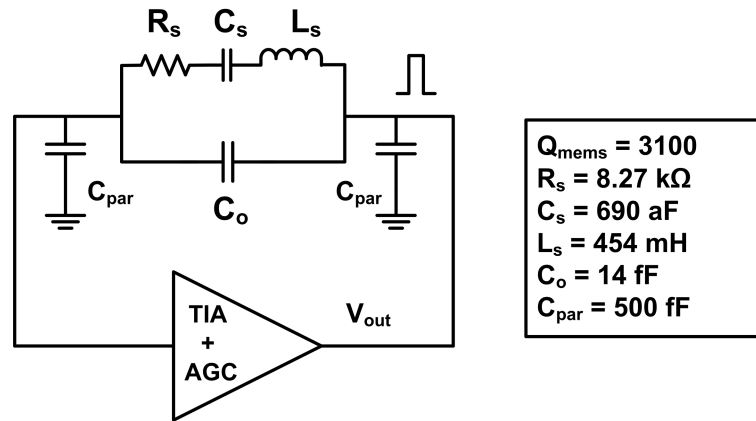 Rs Cs Ls
Cpar Co Cpar
TIA
+
AGC
Vout
Qmems = 3100
Rs = 8.27 kΩ
Cs = 690 aF
Ls = 454 mH
Co = 14 fF
Cpar = 500 fF